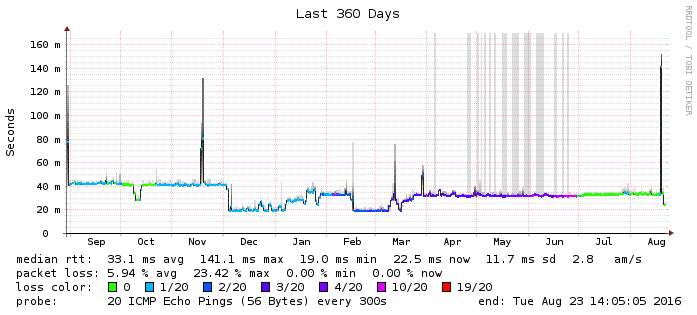 Last 360 Days
RRDTOOL / TOBI OETIKER
Seconds
160 m
140 m
120 m
100 m
80 m
60 m
40 m
20 m
0
Sep Oct Nov Dec Jan Feb Mar Apr May Jun Jul Aug
median rtt: 33.1 ms avg 141.1 ms max 19.0 ms min 22.5 ms now 11.7 ms sd 2.8 am/s
packet loss: 5.94 % avg 23.42 % max 0.00 % min 0.00 % now
loss color: 0 1/20 2/20 3/20 4/20 10/20 19/20
probe: 20 ICMP Echo Pings (56 Bytes) every 300s end: Tue Aug 23 14:05:05 2016